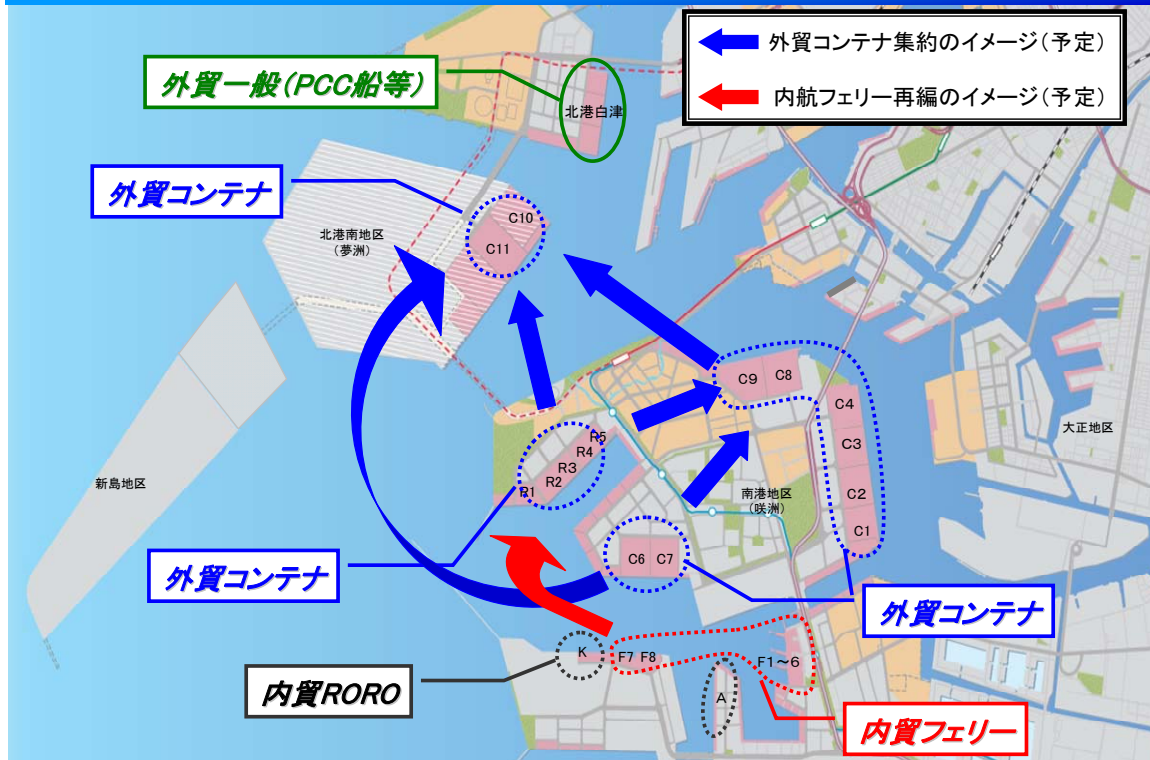 外貿コンテナ集約のイメージ(予定)
内航フェリー再編のイメージ(予定)
外貿一般(PCC船等)
北港白津
外貿コンテナ
C10
C11
北港南地区
(夢洲)
C9
C8
C4
C3
C2
C1
大正地区
R5
R4
R3
R2
R1
新島地区
南港地区
(咲洲)
C6
C7
外貿コンテナ
外貿コンテナ
K
F7 F8
F1~6
A
内貿RORO
内貿フェリー